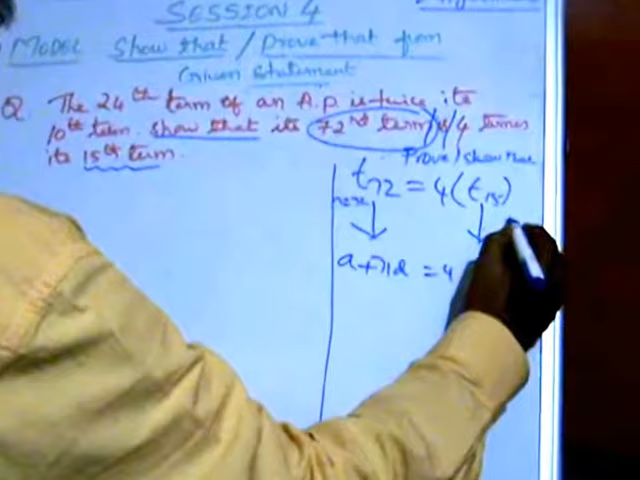 SESSION 4
MODEL Show that / Prove that from
Given Statement
Q The 24th term of an A.p is twice its
10th term. Show that its 72nd term is 4 times
its 15th term.
Prove / show that
t72 = 4(t15)
here
a+71d = 4